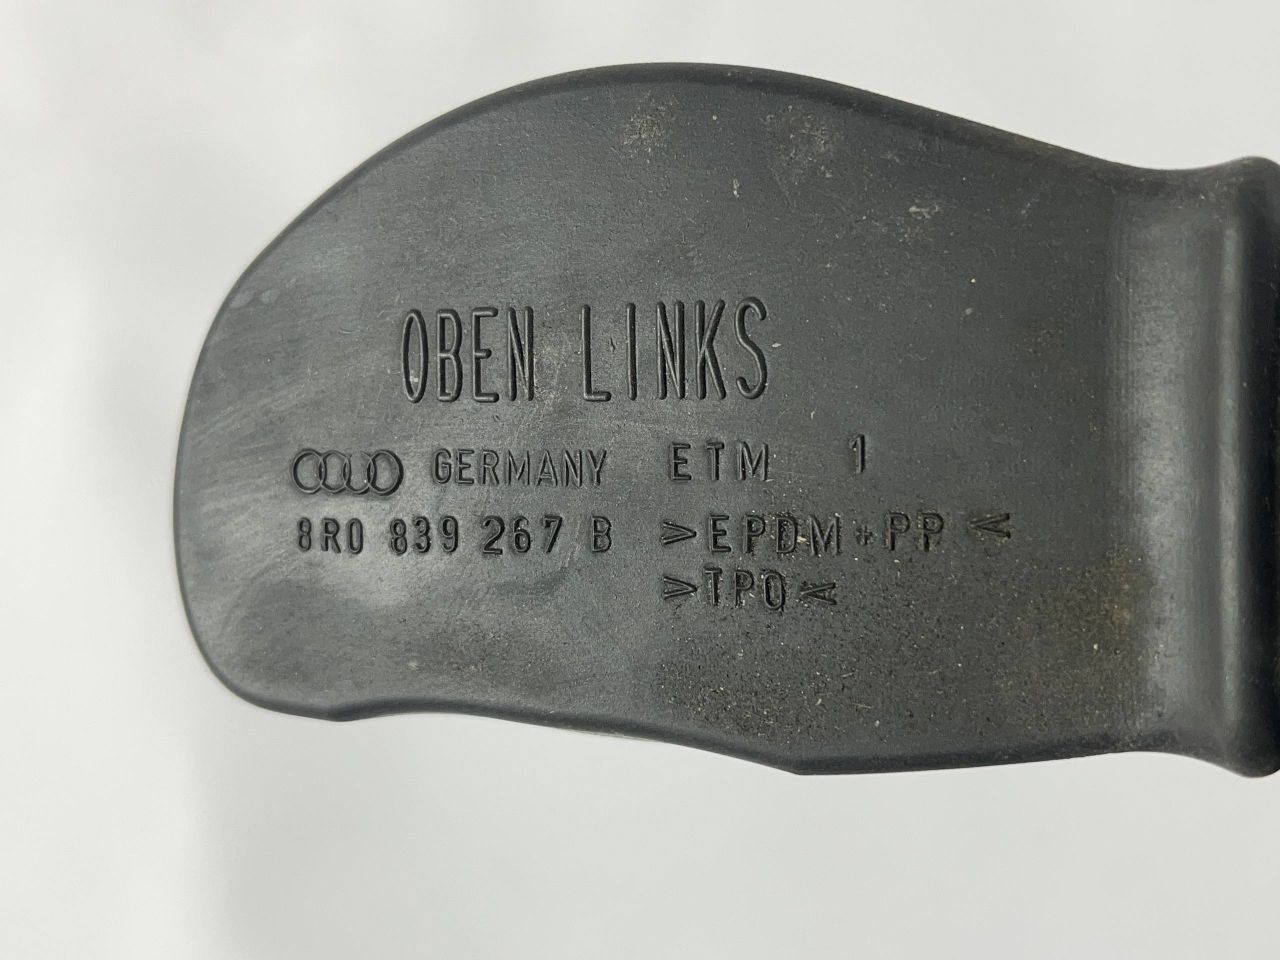 OBEN LINKS
GERMANY ETM 1
8R0 839 267 B >EPDM+PP<
>TPO<